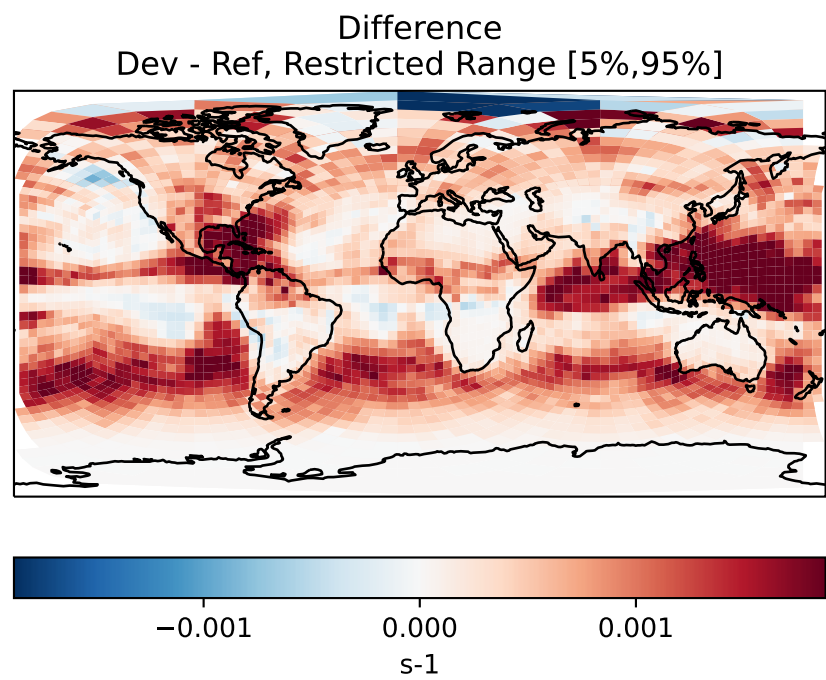 Difference
Dev - Ref, Restricted Range [5%,95%]
−0.001 0.000 0.001
s-1